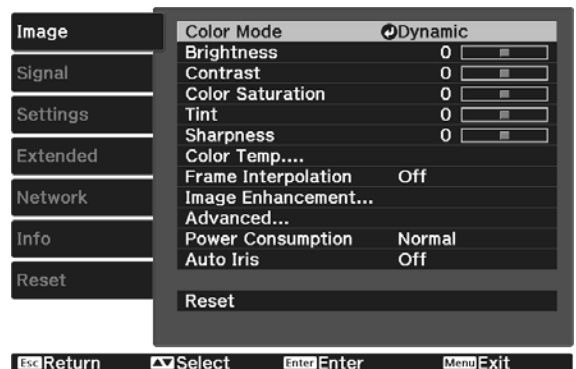 Image
Signal
Settings
Extended
Network
Info
Reset
Color Mode Dynamic
Brightness 0
Contrast 0
Color Saturation 0
Tint 0
Sharpness 0
Color Temp....
Frame Interpolation Off
Image Enhancement...
Advanced...
Power Consumption Normal
Auto Iris Off
Reset
Esc Return Select Enter Enter Menu Exit